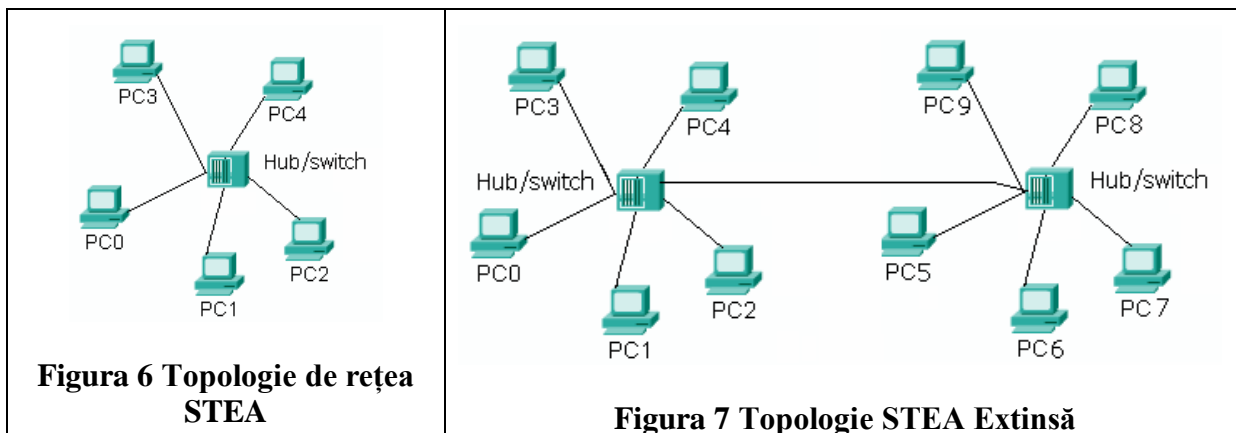 PC3
PC4
Hub/switch
PC0
PC2
PC1
Figura 6 Topologie de rețea
STEA
PC3
PC4
Hub/switch
PC0
PC2
PC1
PC9
PC8
Hub/switch
PC5
PC7
PC6
Figura 7 Topologie STEA Extinsă